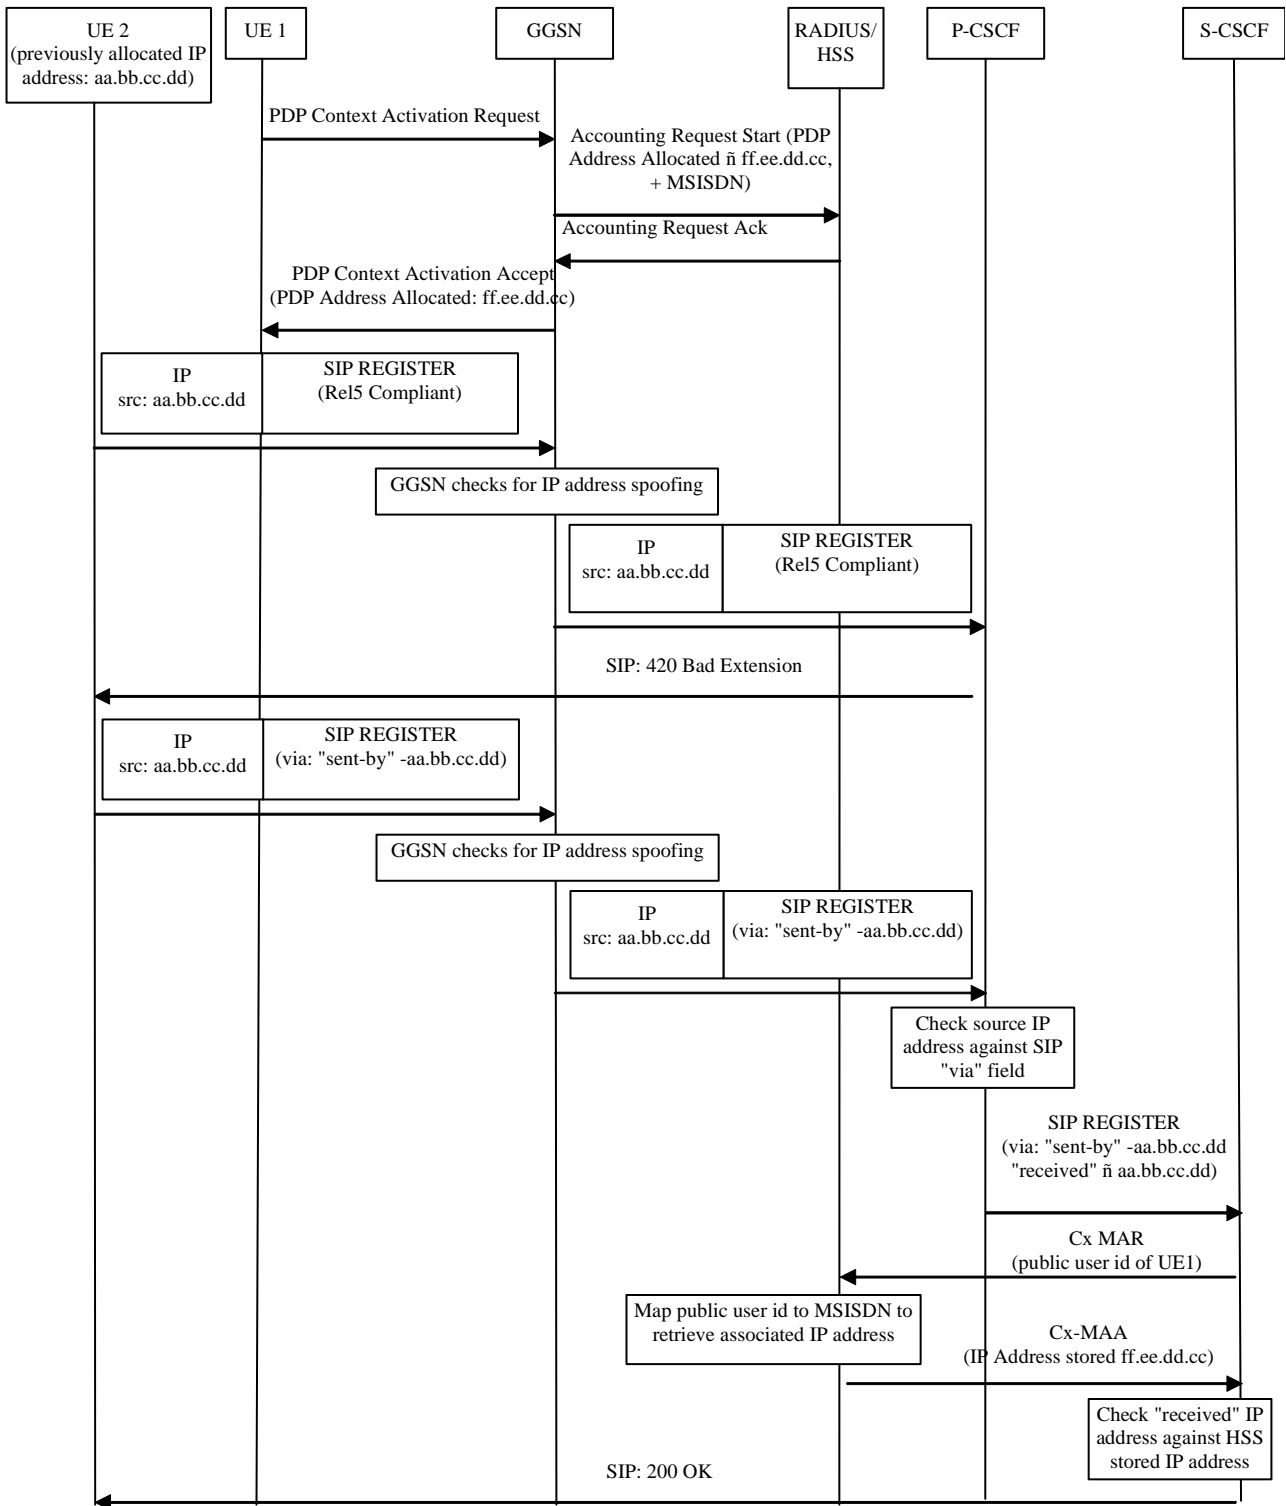 UE 2
(previously allocated IP
address: aa.bb.cc.dd)
UE 1
GGSN
RADIUS/
HSS
P-CSCF
S-CSCF
PDP Context Activation Request
Accounting Request Start (PDP
Address Allocated ñ ff.ee.dd.cc,
+ MSISDN)
Accounting Request Ack
PDP Context Activation Accept
(PDP Address Allocated: ff.ee.dd.cc)
IP
src: aa.bb.cc.dd
SIP REGISTER
(Rel5 Compliant)
GGSN checks for IP address spoofing
IP
src: aa.bb.cc.dd
SIP REGISTER
(Rel5 Compliant)
SIP: 420 Bad Extension
IP
src: aa.bb.cc.dd
SIP REGISTER
(via: "sent-by" -aa.bb.cc.dd)
GGSN checks for IP address spoofing
IP
src: aa.bb.cc.dd
SIP REGISTER
(via: "sent-by" -aa.bb.cc.dd)
Check source IP
address against SIP
"via" field
SIP REGISTER
(via: "sent-by" -aa.bb.cc.dd
"received" ñ aa.bb.cc.dd)
Cx MAR
(public user id of UE1)
Map public user id to MSISDN to
retrieve associated IP address
Cx-MAA
(IP Address stored ff.ee.dd.cc)
Check "received" IP
address against HSS
stored IP address
SIP: 200 OK